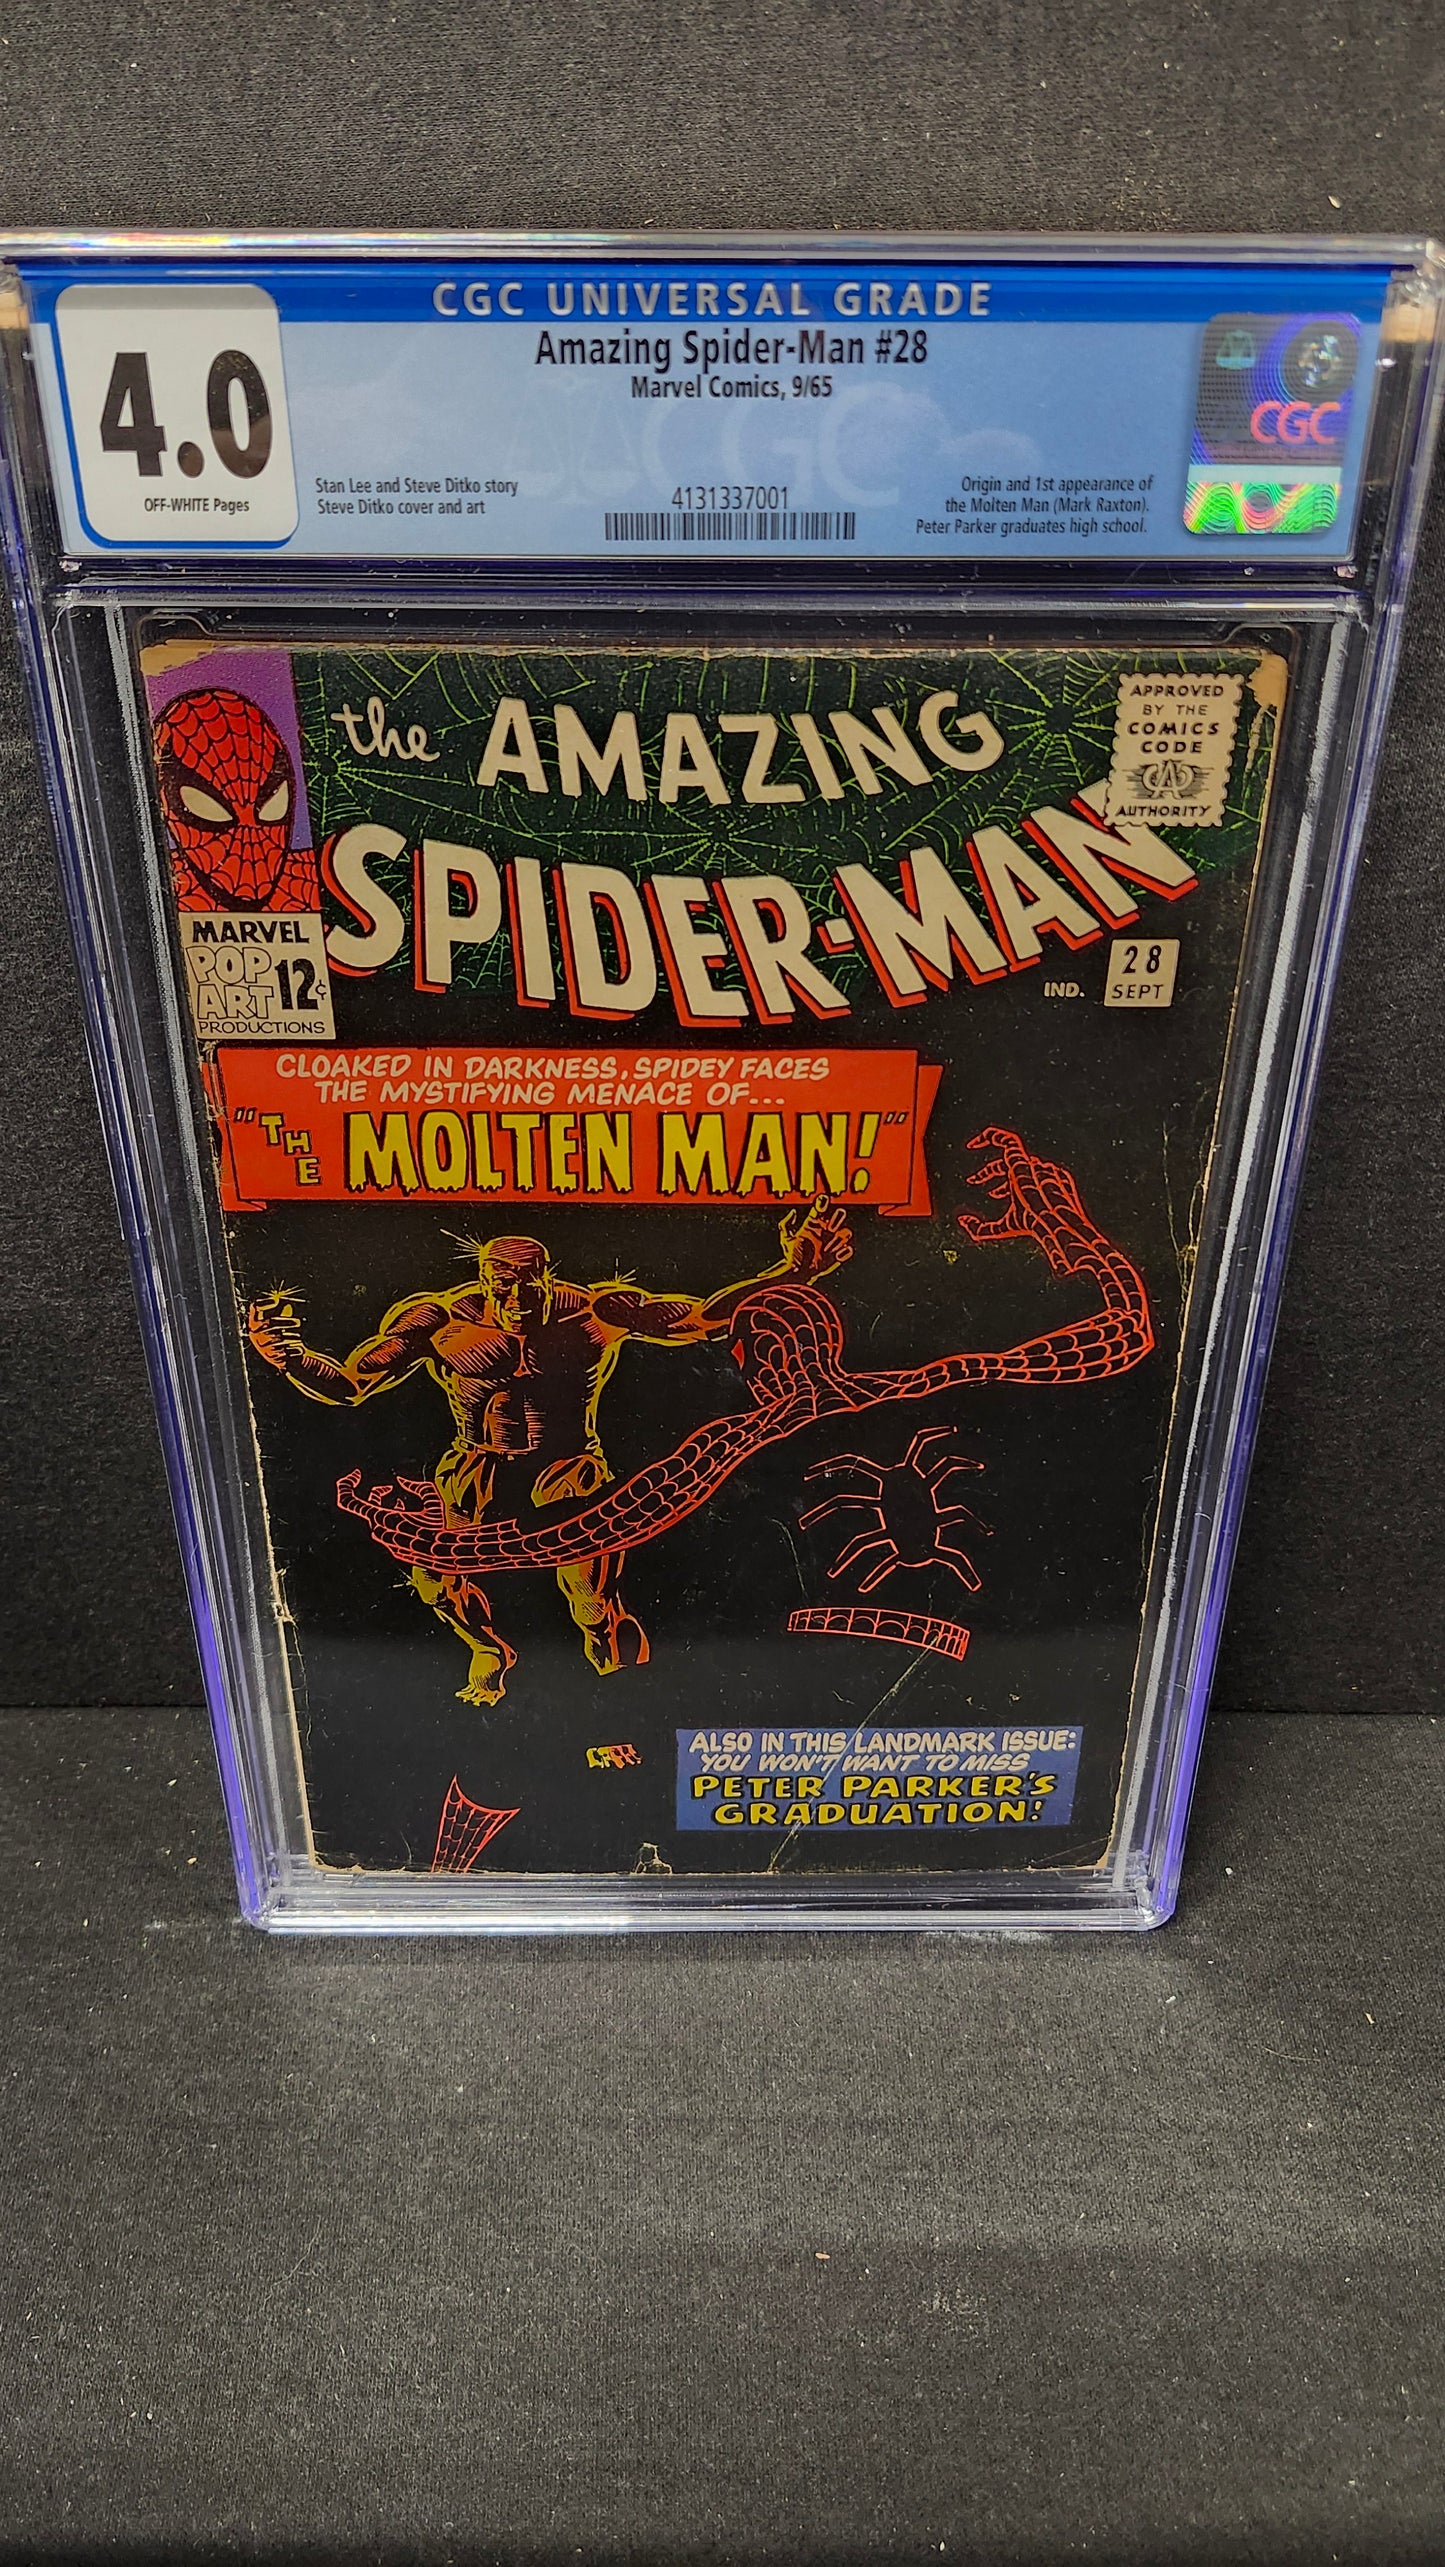 CGC UNIVERSAL GRADE
4.0
OFF-WHITE Pages
Amazing Spider-Man #28
Marvel Comics, 9/65
Stan Lee and Steve Ditko story
Steve Ditko cover and art
4131337001
Origin and 1st appearance of
the Molten Man (Mark Raxton).
Peter Parker graduates high school.
CGC
CGC
the AMAZING
SPIDER-MAN
APPROVED
BY THE
COMICS
CODE
CA
AUTHORITY
MARVEL
POP
ART 12¢
PRODUCTIONS
IND.
28
SEPT
CLOAKED IN DARKNESS, SPIDEY FACES
THE MYSTIFYING MENACE OF...
"THE MOLTEN MAN!"
ALSO IN THIS LANDMARK ISSUE:
YOU WON'T WANT TO MISS
PETER PARKER'S
GRADUATION!